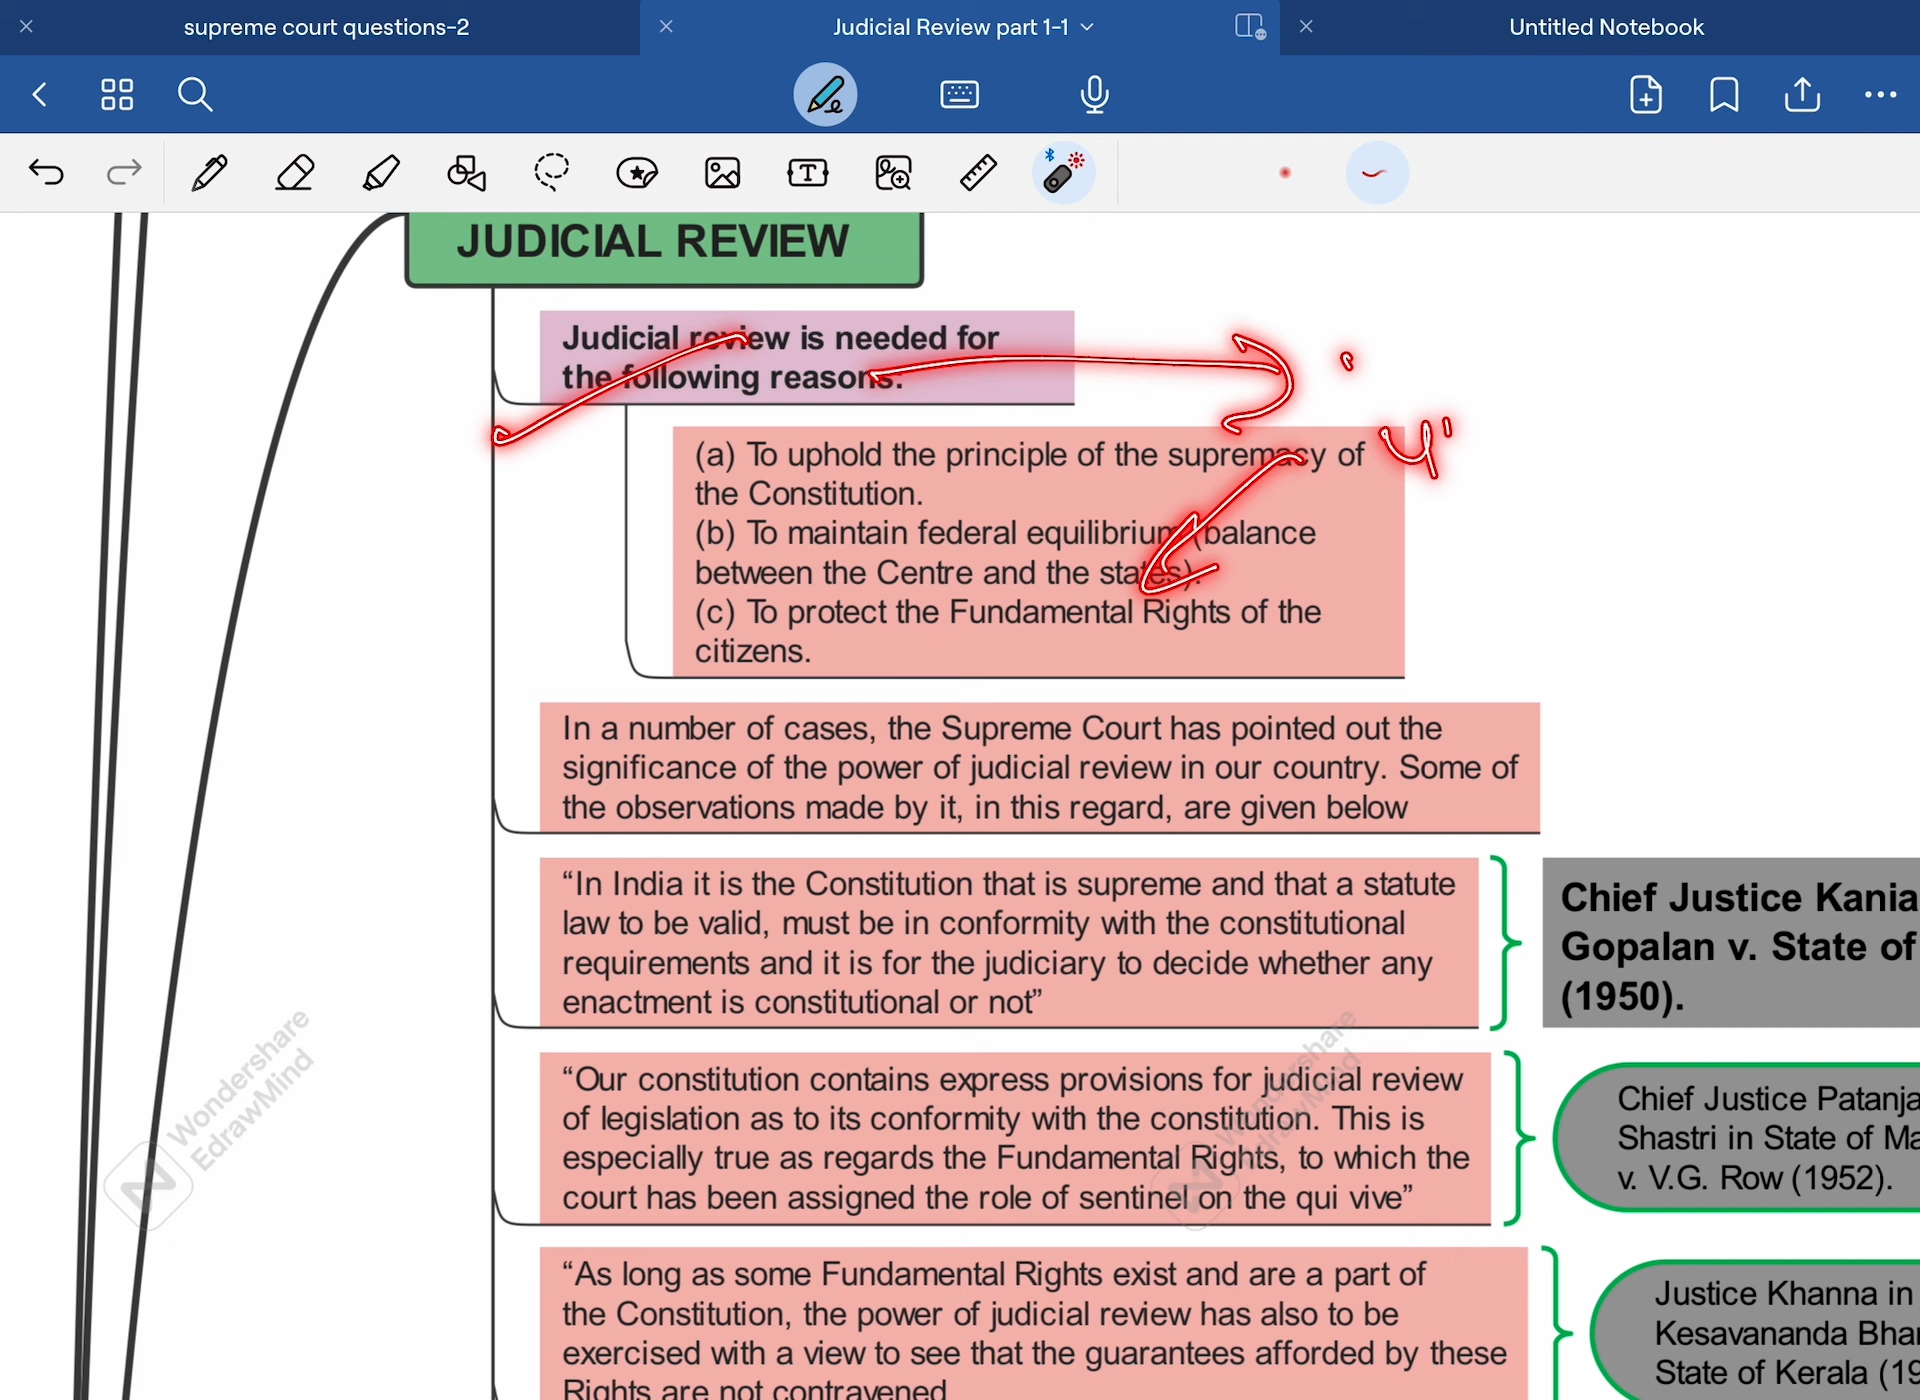 supreme court questions-2
Judicial Review part 1-1
Untitled Notebook
JUDICIAL REVIEW
Judicial review is needed for
the following reasons:
(a) To uphold the principle of the supremacy of
the Constitution.
(b) To maintain federal equilibrium (balance
between the Centre and the states).
(c) To protect the Fundamental Rights of the
citizens.
In a number of cases, the Supreme Court has pointed out the
significance of the power of judicial review in our country. Some of
the observations made by it, in this regard, are given below
“In India it is the Constitution that is supreme and that a statute
law to be valid, must be in conformity with the constitutional
requirements and it is for the judiciary to decide whether any
enactment is constitutional or not”
Chief Justice Kania
Gopalan v. State of
(1950).
“Our constitution contains express provisions for judicial review
of legislation as to its conformity with the constitution. This is
especially true as regards the Fundamental Rights, to which the
court has been assigned the role of sentinel on the qui vive”
Chief Justice Patanja
Shastri in State of Ma
v. V.G. Row (1952).
“As long as some Fundamental Rights exist and are a part of
the Constitution, the power of judicial review has also to be
exercised with a view to see that the guarantees afforded by these
Rights are not contravened
Justice Khanna in
Kesavananda Bhar
State of Kerala (19
Wondershare
EdrawMind
Wondershare
EdrawMind